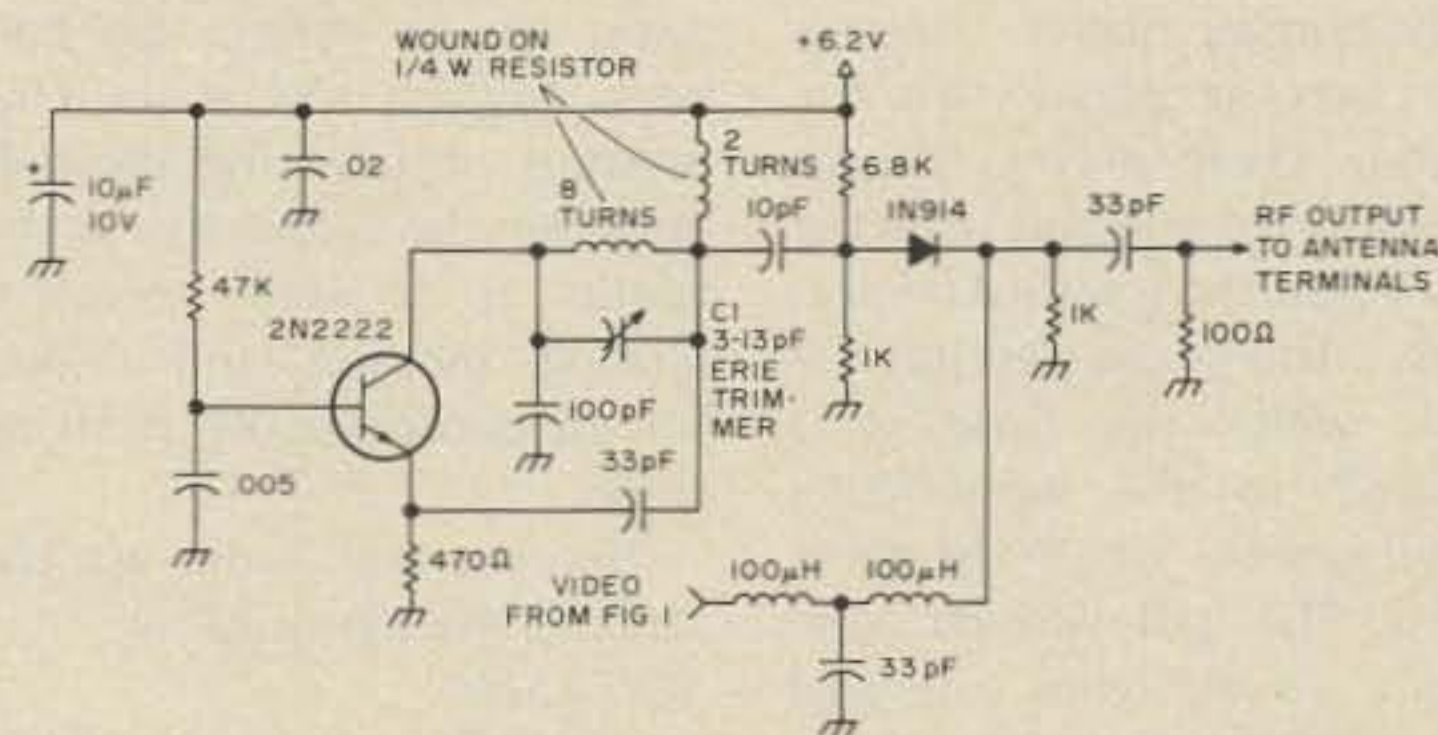 WOUND ON
1/4 W RESISTOR
+6.2V
+
10µF
10V
.02
8
TURNS
2
TURNS
6.8K
10pF
1N914
33pF
RF OUTPUT
TO ANTENNA
TERMINALS
47K
2N2222
C1
3-13pF
ERIE
TRIM-
MER
1K
1K
100Ω
100pF
.005
33pF
470Ω
VIDEO
FROM FIG 1
100µH
100µH
33pF